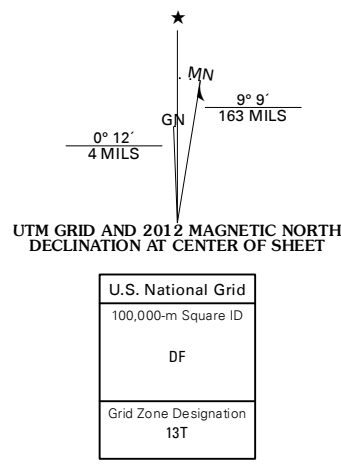 ★
MN
GN
9° 9´
163 MILS
0° 12´
4 MILS
UTM GRID AND 2012 MAGNETIC NORTH
DECLINATION AT CENTER OF SHEET
U.S. National Grid
100,000-m Square ID
DF
Grid Zone Designation
13T